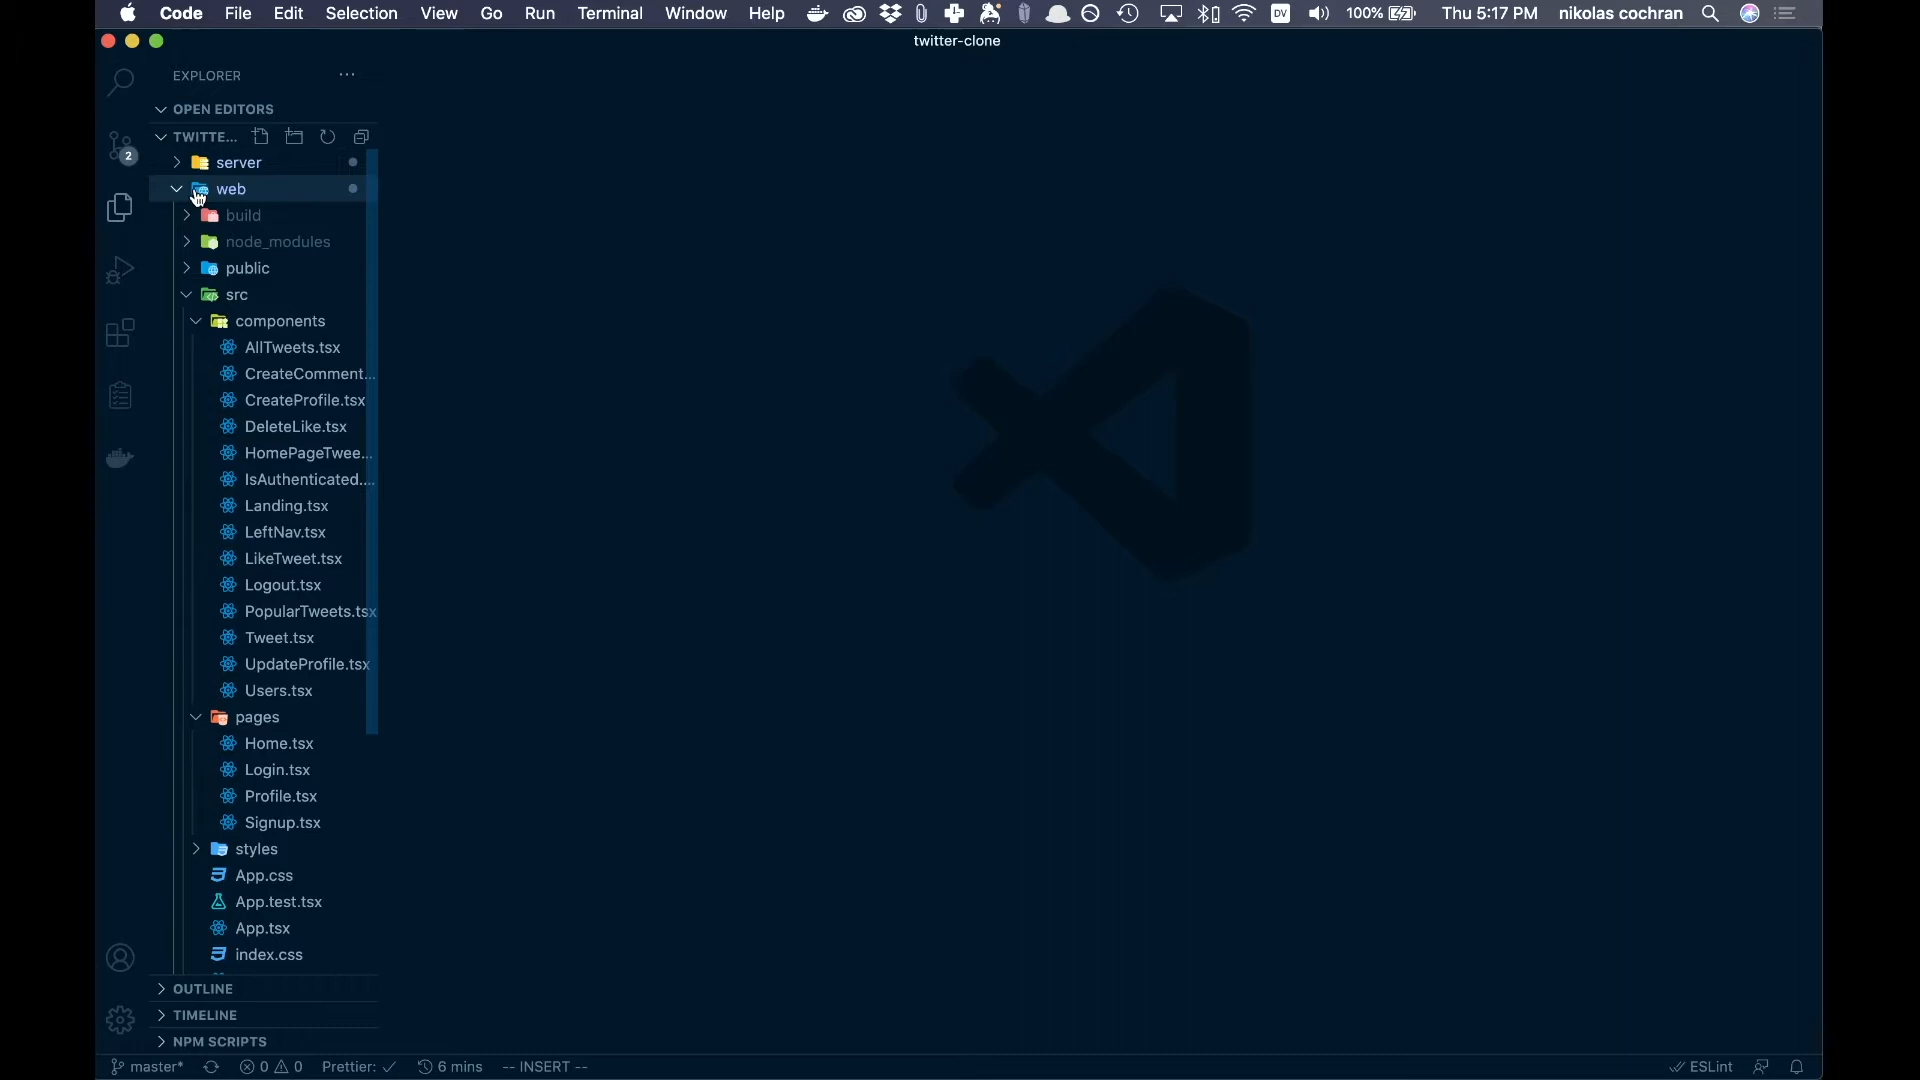 Code File Edit Selection View Go Run Terminal Window Help DV 100% Thu 5:17 PM nikolas cochran
twitter-clone
EXPLORER
OPEN EDITORS
TWITTE...
server
2
web
build
node_modules
public
src
components
AllTweets.tsx
CreateComment...
CreateProfile.tsx
DeleteLike.tsx
HomePageTwee...
IsAuthenticated....
Landing.tsx
LeftNav.tsx
LikeTweet.tsx
Logout.tsx
PopularTweets.tsx
Tweet.tsx
UpdateProfile.tsx
Users.tsx
pages
Home.tsx
Login.tsx
Profile.tsx
Signup.tsx
styles
App.css
App.test.tsx
App.tsx
index.css
OUTLINE
TIMELINE
NPM SCRIPTS
master* 0 0 Prettier: ✓ 6 mins -- INSERT -- ESLint